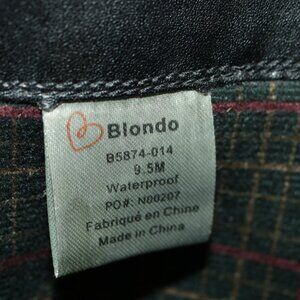 Blondo
B5874-014
9.5M
Waterproof
PO#: N00207
Fabriqué en Chine
Made in China